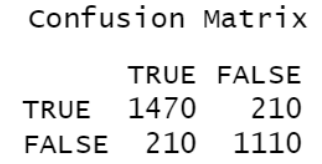 Confusion Matrix
TRUE FALSE
TRUE 1470 210
FALSE 210 1110